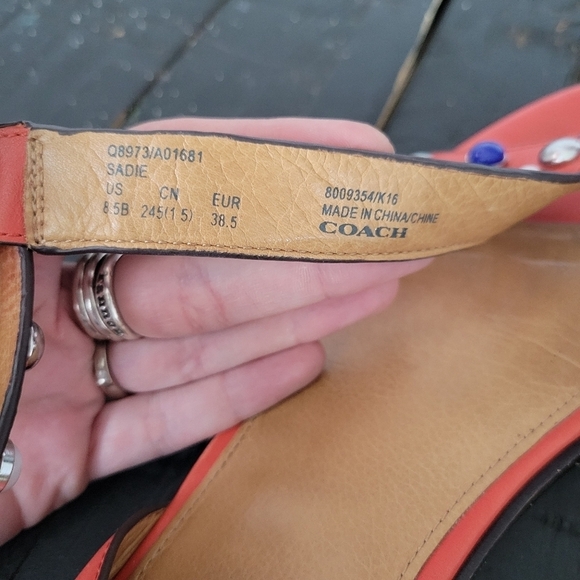 Q8973/A01681
SADIE
US CN EUR
8.5B 245(1.5) 38.5
8009354/K16
MADE IN CHINA/CHINE
COACH